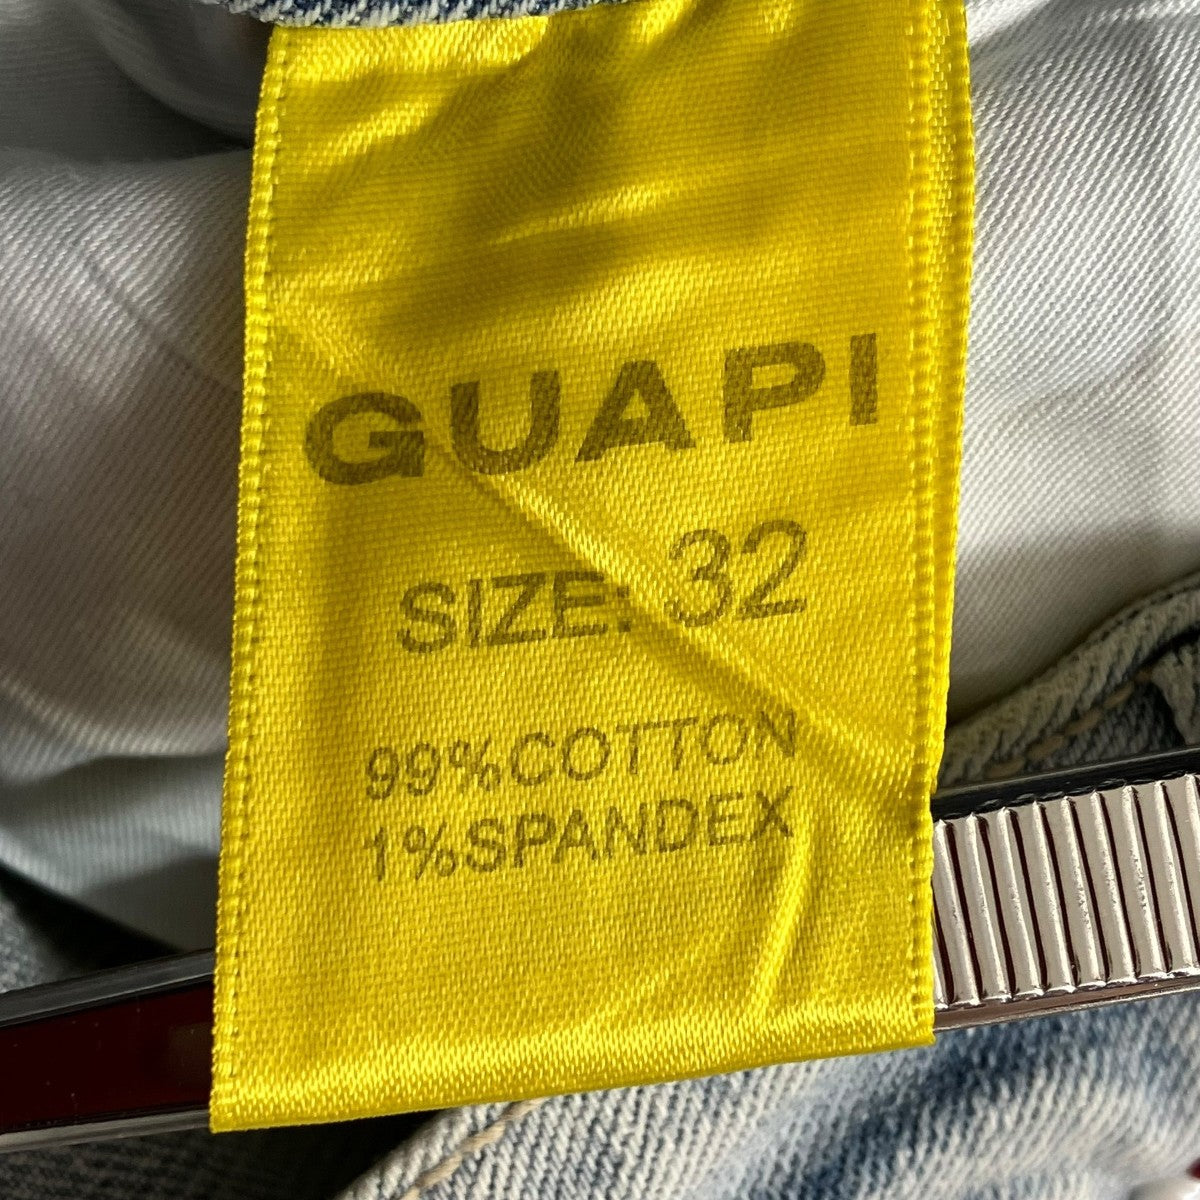 GUAPI
SIZE: 32
99%COTTON
1%SPANDEX